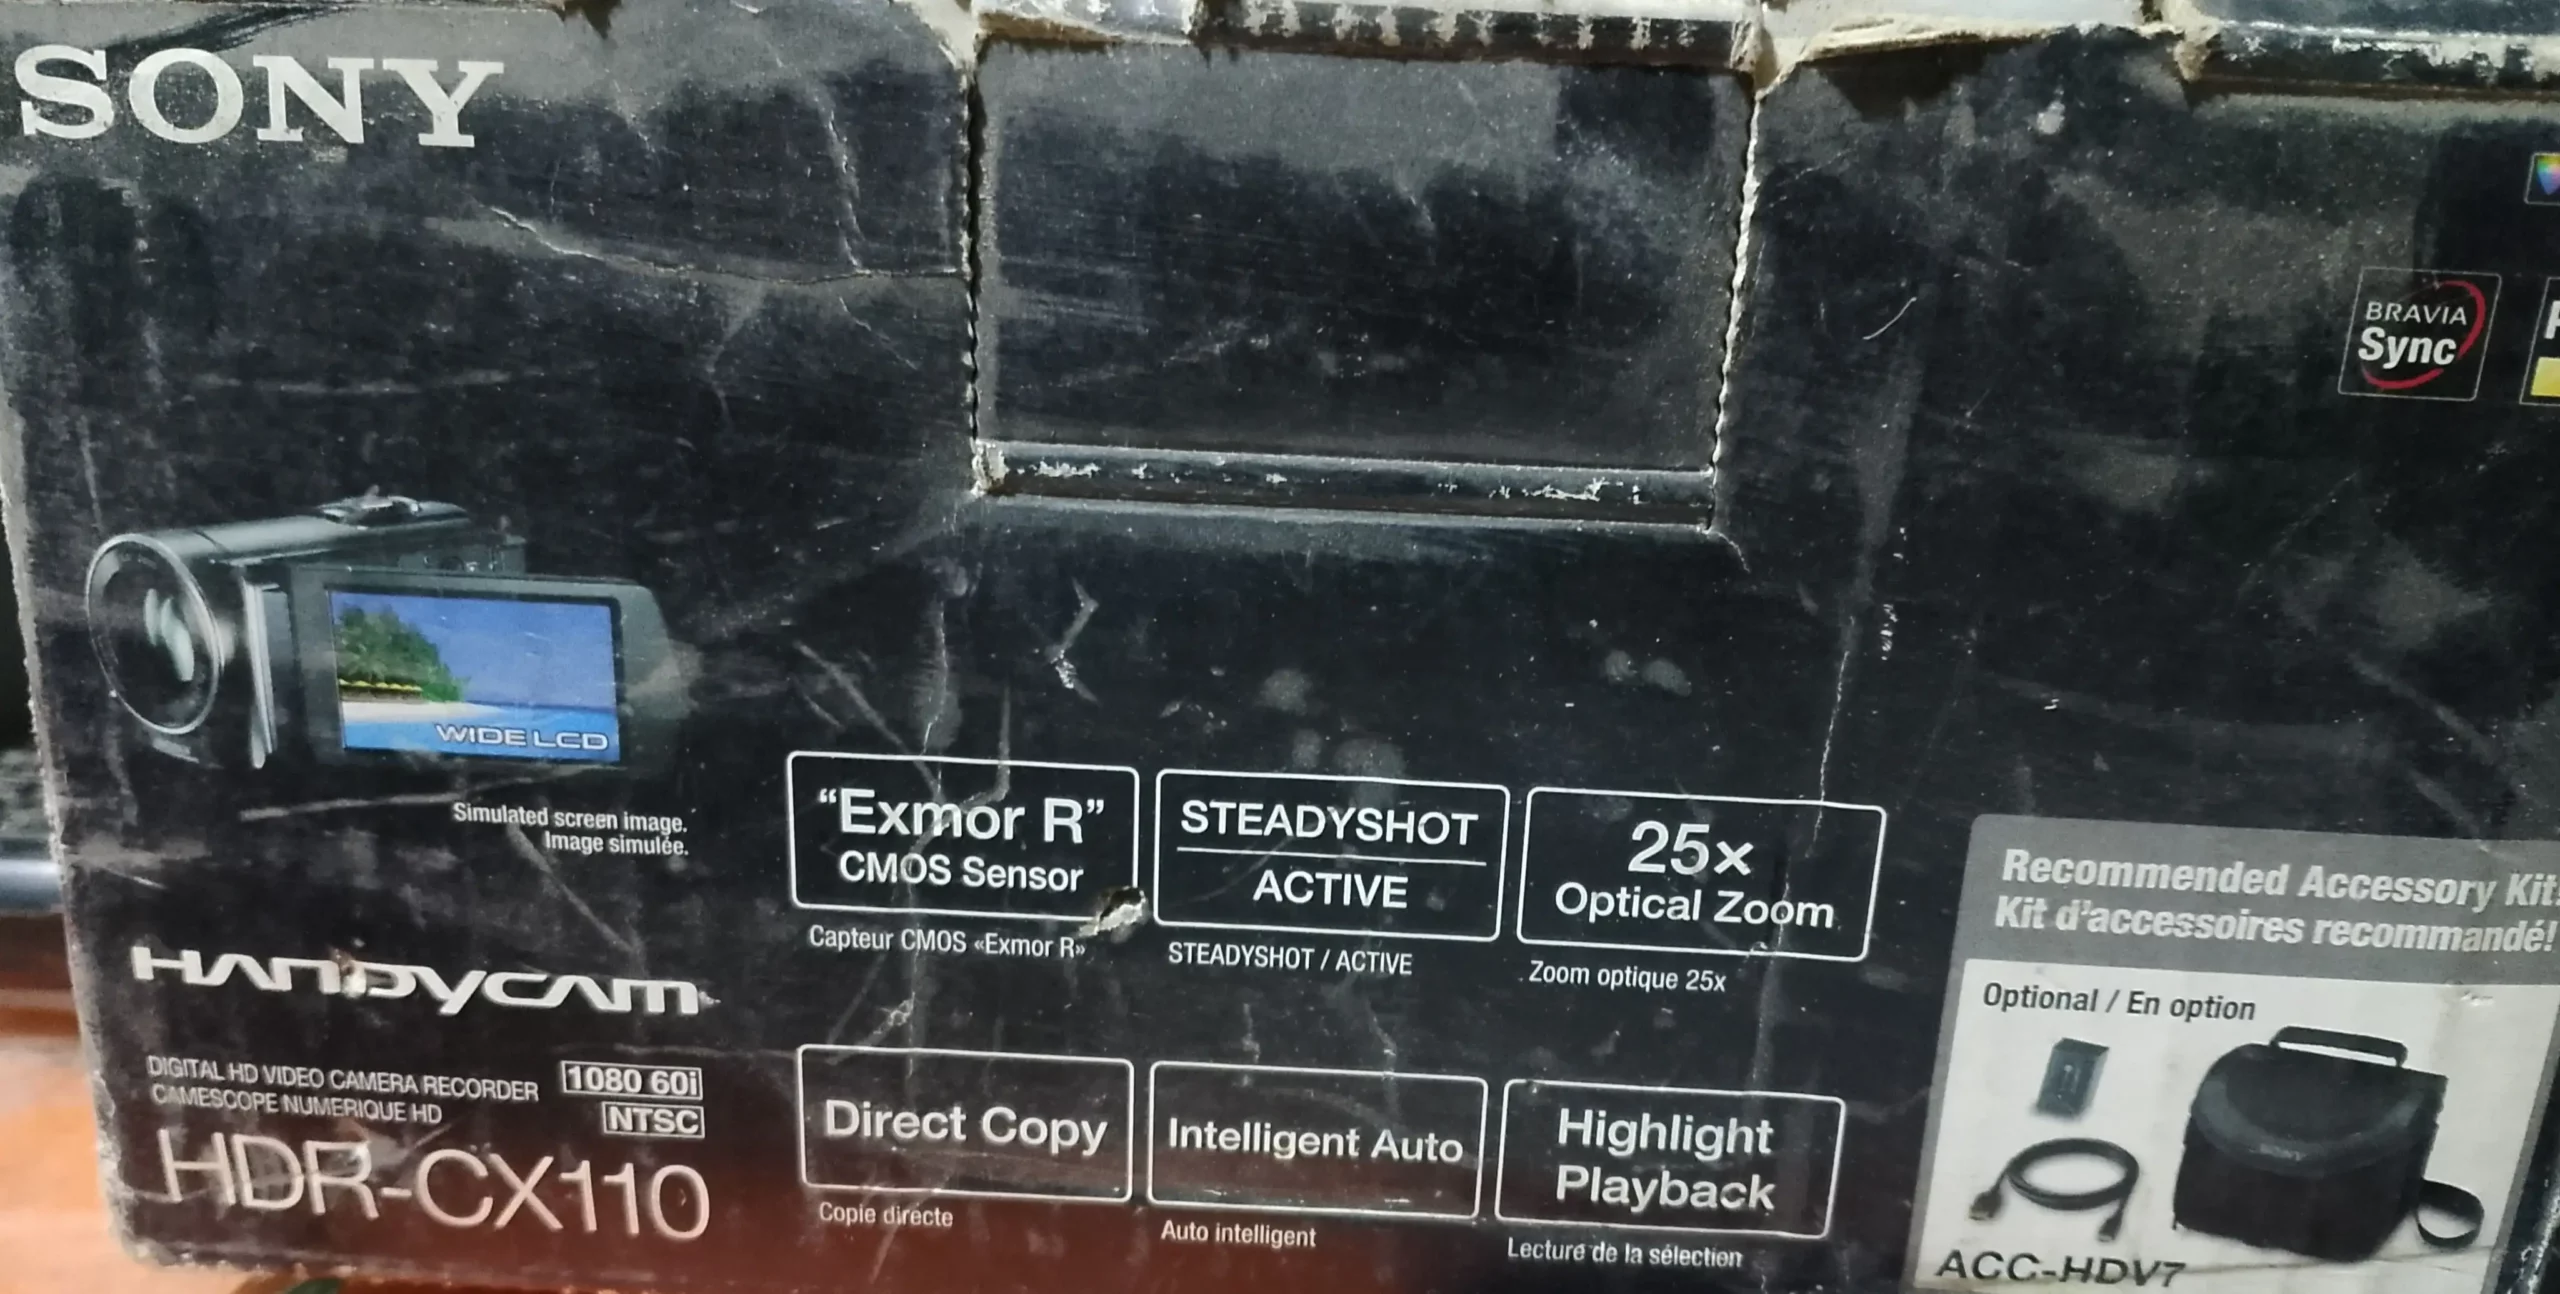 SONY
BRAVIA
Sync
WIDE LCD
Simulated screen image.
Image simulée.
"Exmor R"
CMOS Sensor
Capteur CMOS «Exmor R»
STEADYSHOT
ACTIVE
STEADYSHOT / ACTIVE
25x
Optical Zoom
Zoom optique 25x
HANDYCAM
DIGITAL HD VIDEO CAMERA RECORDER
CAMESCOPE NUMERIQUE HD
1080 60i
NTSC
HDR-CX110
Direct Copy
Copie directe
Intelligent Auto
Auto intelligent
Highlight
Playback
Lecture de la sélection
Recommended Accessory Kit!
Kit d'accessoires recommandé!
Optional / En option
SONY
ACC-HDV7